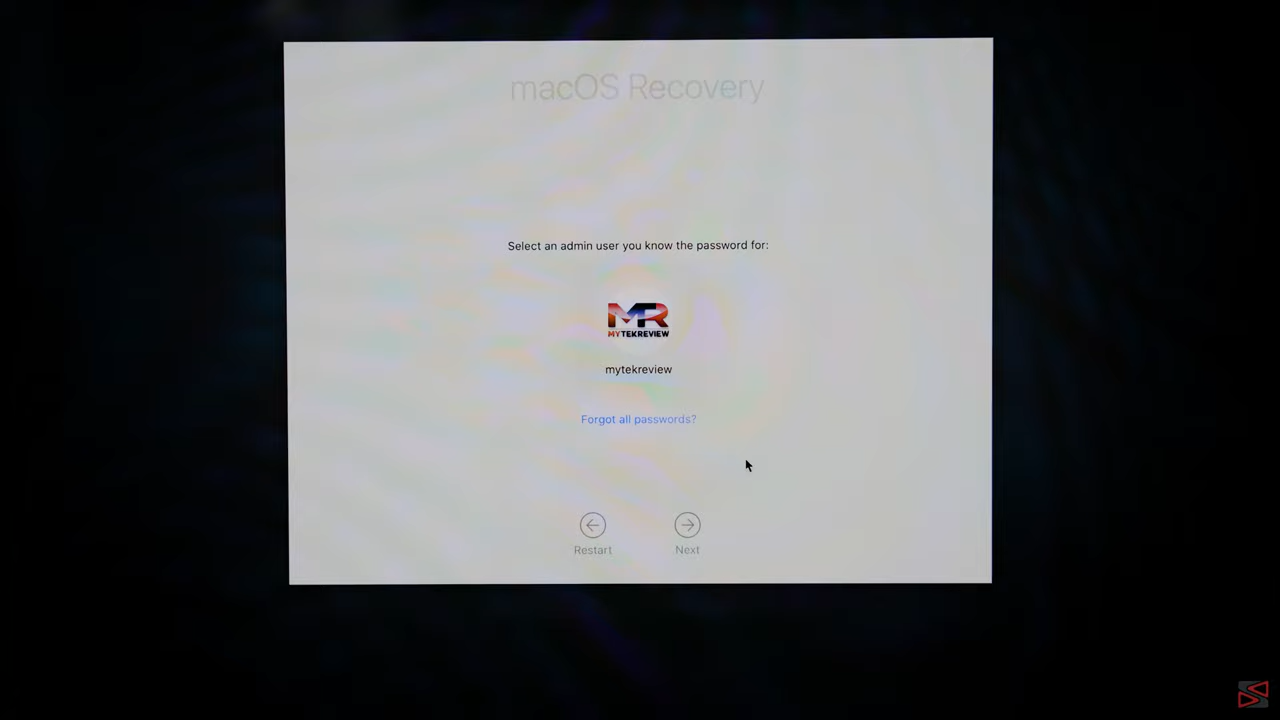 macOS Recovery
Select an admin user you know the password for:
MR
MYTEKREVIEW
mytekreview
Forgot all passwords?
Restart
Next